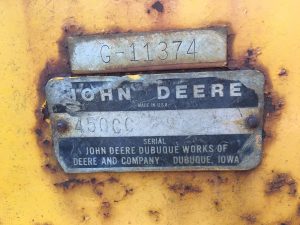 G-11374
JOHN DEERE
MADE IN U.S.A.
450CC
SERIAL
JOHN DEERE DUBUQUE WORKS OF
DEERE AND COMPANY DUBUQUE, IOWA